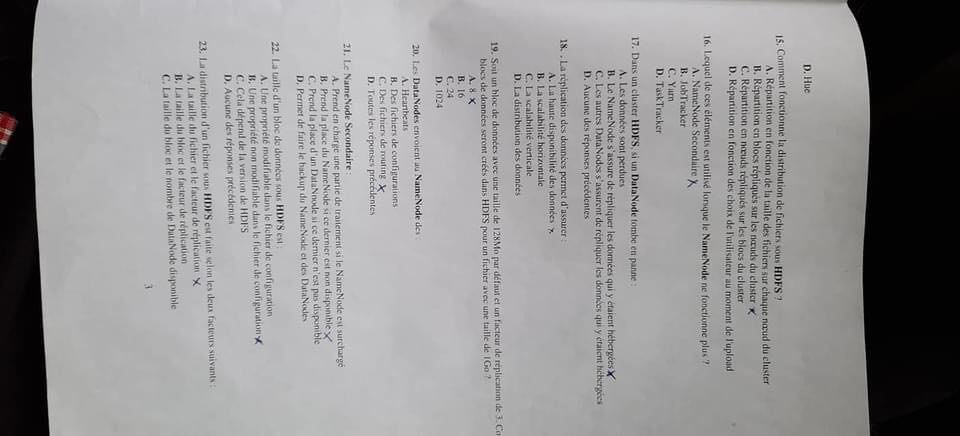 D. Hue
15. Comment fonctionne la distribution de fichiers sous HDFS ?
A. Répartition en fonction de la taille des fichiers sur chaque nœud du cluster
B. Répartition en blocs répliqués sur les nœuds du cluster
C. Répartition en nœuds répliqués sur les blocs du cluster
D. Répartition en fonction des choix de l'utilisateur au moment de l'upload
16. Lequel de ces éléments est utilisé lorsque le NameNode ne fonctionne plus ?
A. NameNode Secondaire
B. JobTracker
C. Yarn
D. TaskTracker
17. Dans un cluster HDFS, si un DataNode tombe en panne :
A. Les données sont perdues
B. Le NameNode s'assure de répliquer les données qui y étaient hébergées
C. Les autres DataNodes s'assurent de répliquer les données qui y étaient hébergées
D. Aucune des réponses précédentes
18. . La réplication des données permet d'assurer :
A. La haute disponibilité des données
B. La scalabilité horizontale
C. La scalabilité verticale
D. La distribution des données
19. Soit un bloc de données avec une taille de 128Mo par défaut et un facteur de réplication de 3. Co
blocs de données seront créés dans HDFS pour un fichier avec une taille de 1Go ?
A. 8
B. 16
C. 24
D. 1024
20. Les DataNodes envoient au NameNode des :
A. Heartbeats
B. Des fichiers de configurations
C. Des fichiers de routing
D. Toutes les réponses précédentes
21. Le NameNode Secondaire :
A. Prend en charge une partie de traitement si le NameNode est surchargé
B. Prend la place du NameNode si ce dernier est non disponible
C. Prend la place d'un DataNnode si ce dernier n'est pas disponible
D. Permet de faire le backup du NameNode et des DataNodes
22. La taille d'un bloc de données sous HDFS est :
A. Une propriété modifiable dans le fichier de configuration
B. Une propriété non modifiable dans le fichier de configuration
C. Cela dépend de la version de HDFS
D. Aucune des réponses précédentes
23. La distribution d'un fichier sous HDFS est faite selon les deux facteurs suivants :
A. La taille du fichier et le facteur de réplication
B. La taille du bloc et le facteur de réplication
C. La taille du bloc et le nombre de DataNode disponible
3